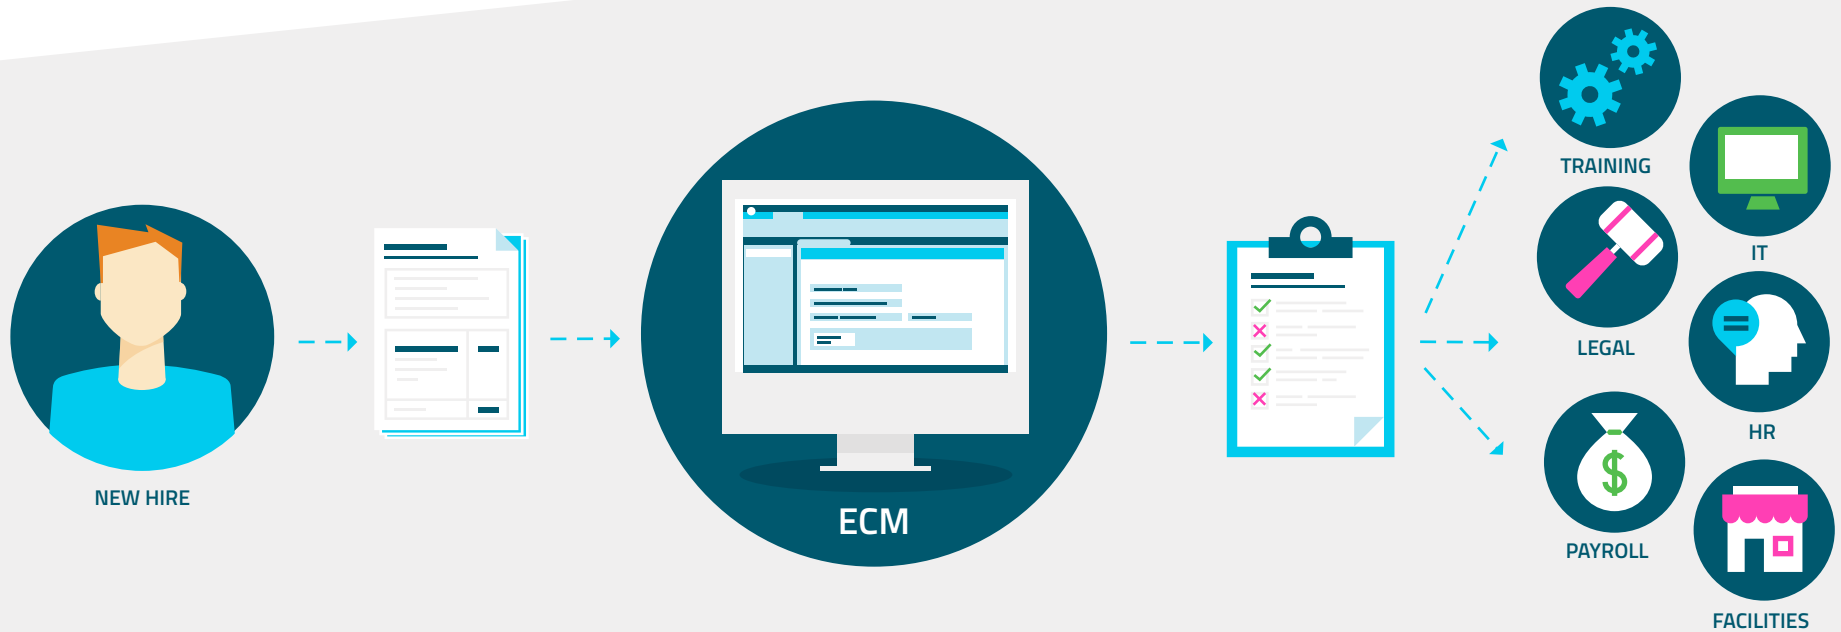 NEW HIRE
ECM
TRAINING
IT
LEGAL
HR
PAYROLL
FACILITIES